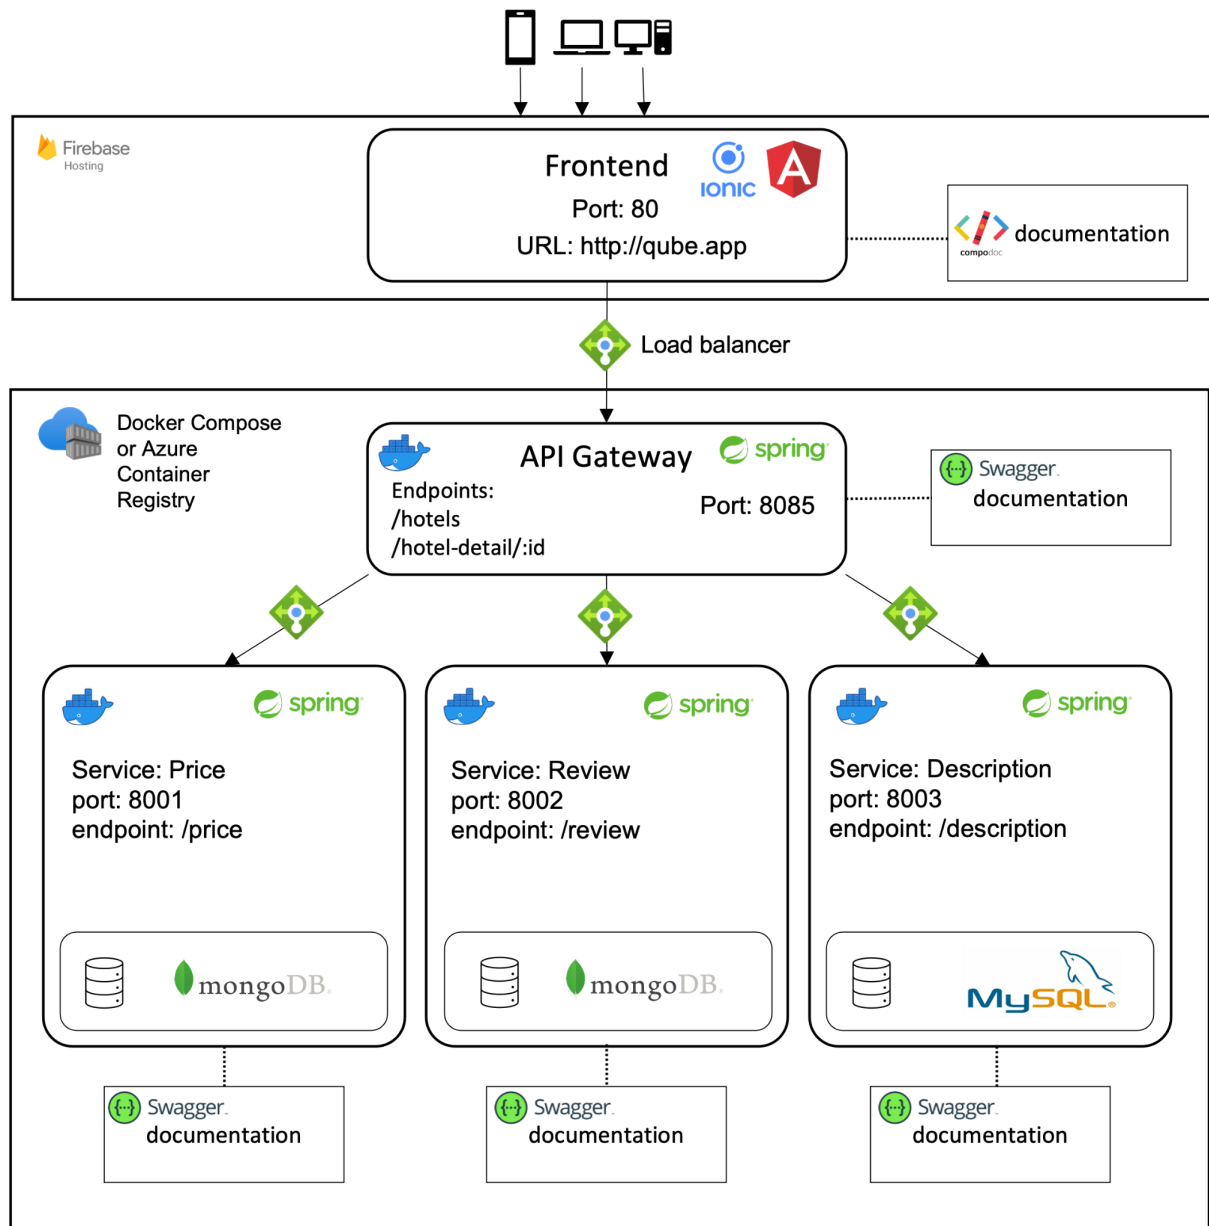 Firebase
Hosting
Frontend
IONIC
A
Port: 80
URL: http://qube.app
compodoc
documentation
Load balancer
Docker Compose
or Azure
Container
Registry
API Gateway
spring
Endpoints:
/hotels
/hotel-detail/:id
Port: 8085
{···} Swagger
documentation
spring
Service: Price
port: 8001
endpoint: /price
mongoDB
spring
Service: Review
port: 8002
endpoint: /review
mongoDB
spring
Service: Description
port: 8003
endpoint: /description
MySQL®
{···} Swagger
documentation
{···} Swagger
documentation
{···} Swagger
documentation